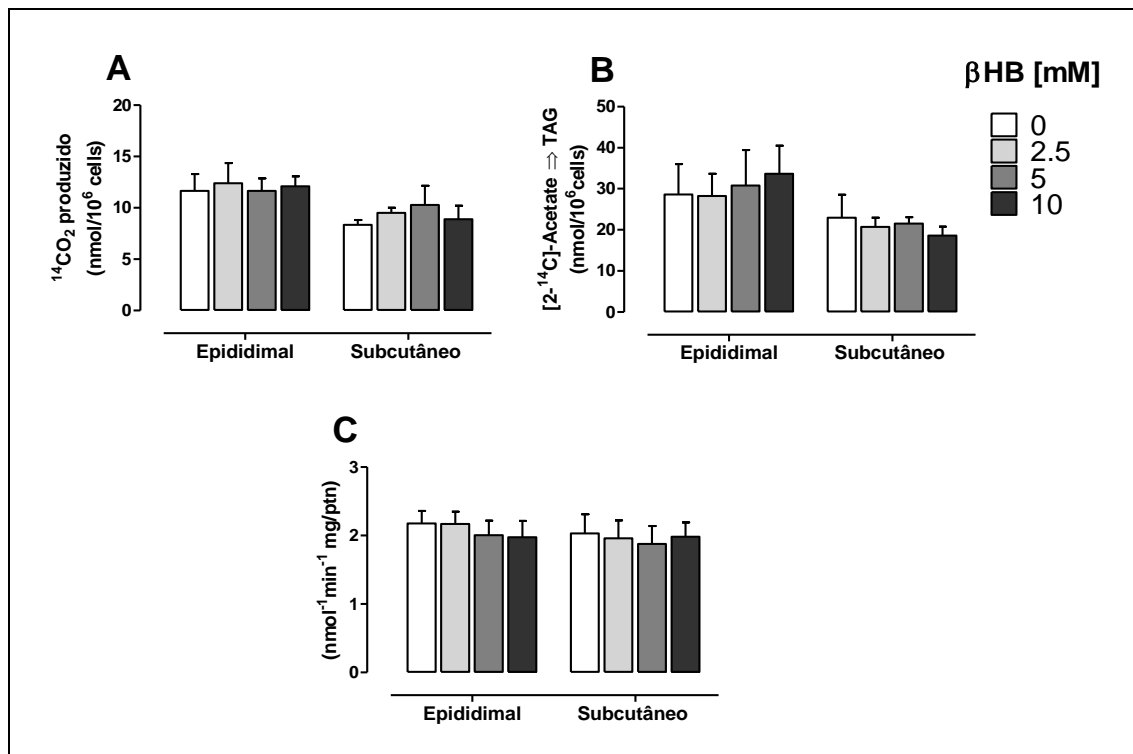 A
20
15
10
5
0
¹⁴CO₂ produzido
(nmol/10⁶ cells)
Epididimal
Subcutâneo
B
50
40
30
20
10
0
[2-¹⁴C]-Acetate ⇒ TAG
(nmol/10⁶cells)
Epididimal
Subcutâneo
βHB [mM]
0
2.5
5
10
C
3
2
1
0
(nmol⁻¹min⁻¹ mg/ptn)
Epididimal
Subcutâneo